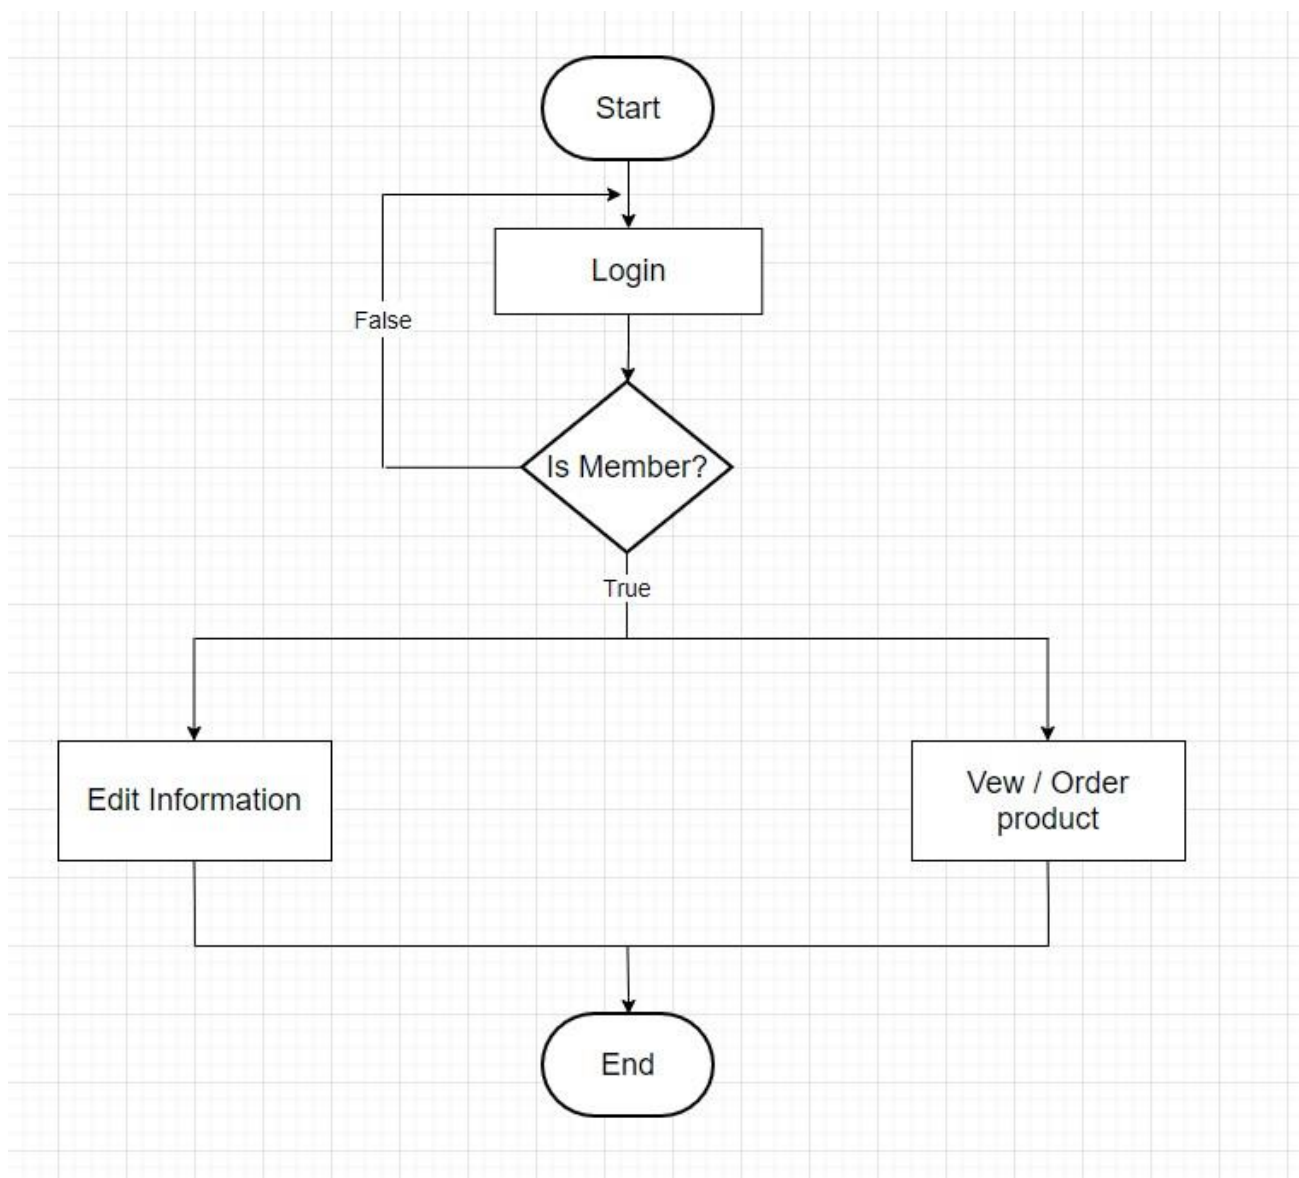 Start
Login
False
Is Member?
True
Edit Information
Vew / Order
product
End